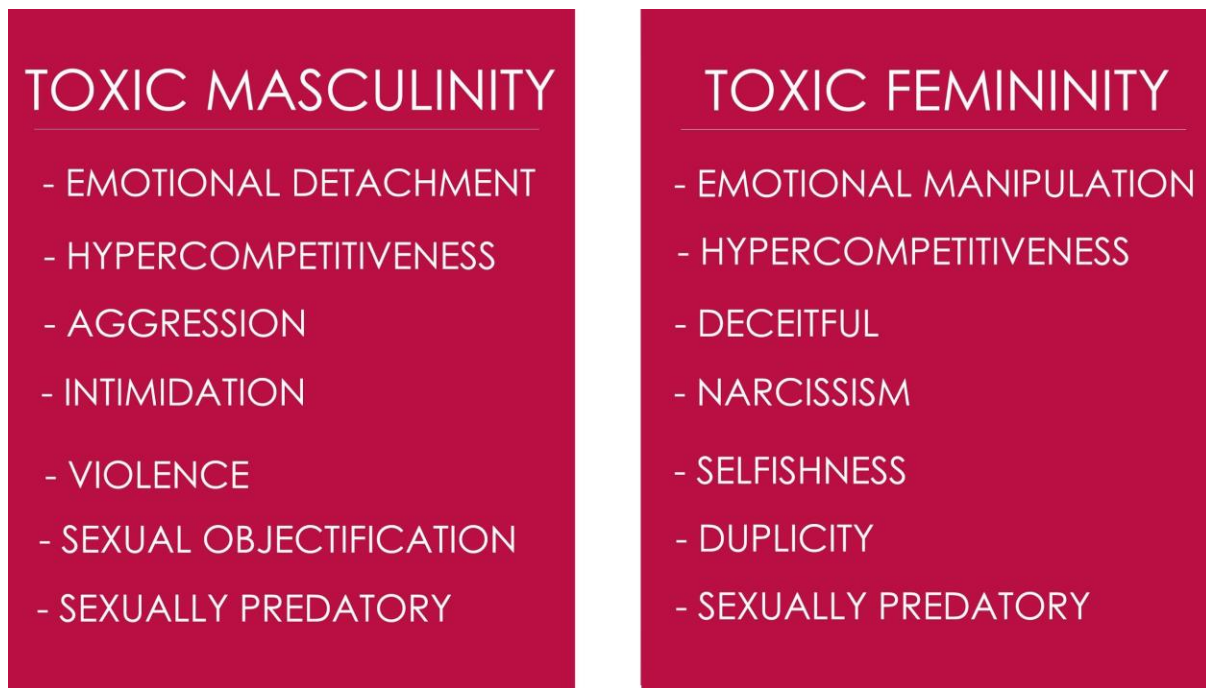 TOXIC MASCULINITY
- EMOTIONAL DETACHMENT
- HYPERCOMPETITIVENESS
- AGGRESSION
- INTIMIDATION
- VIOLENCE
- SEXUAL OBJECTIFICATION
- SEXUALLY PREDATORY
TOXIC FEMININITY
- EMOTIONAL MANIPULATION
- HYPERCOMPETITIVENESS
- DECEITFUL
- NARCISSISM
- SELFISHNESS
- DUPLICITY
- SEXUALLY PREDATORY